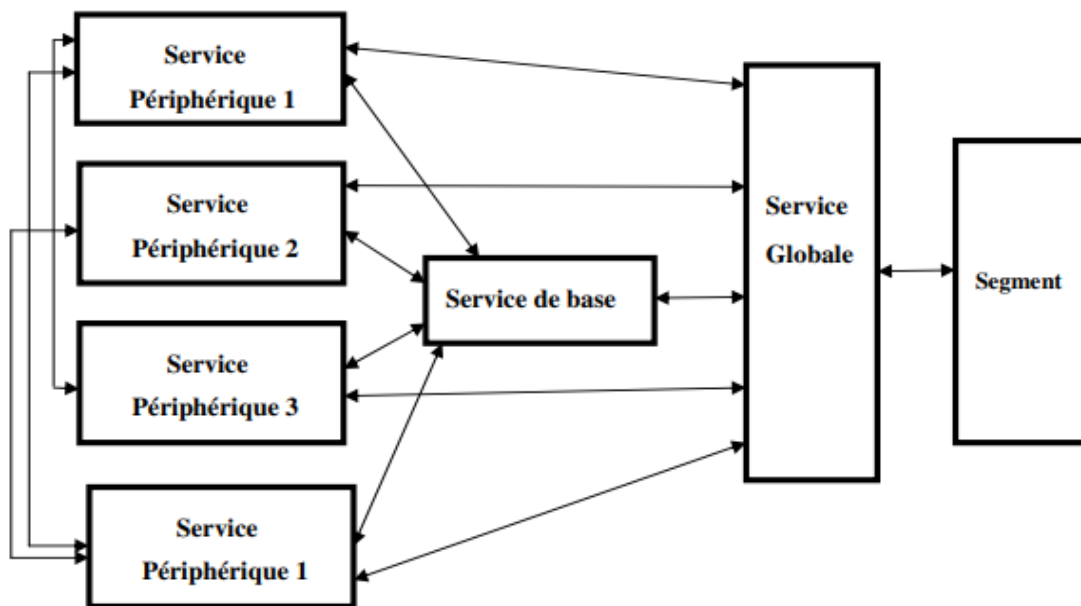 Service
Périphérique 1
Service
Périphérique 2
Service
Périphérique 3
Service
Périphérique 1
Service de base
Service
Globale
Segment